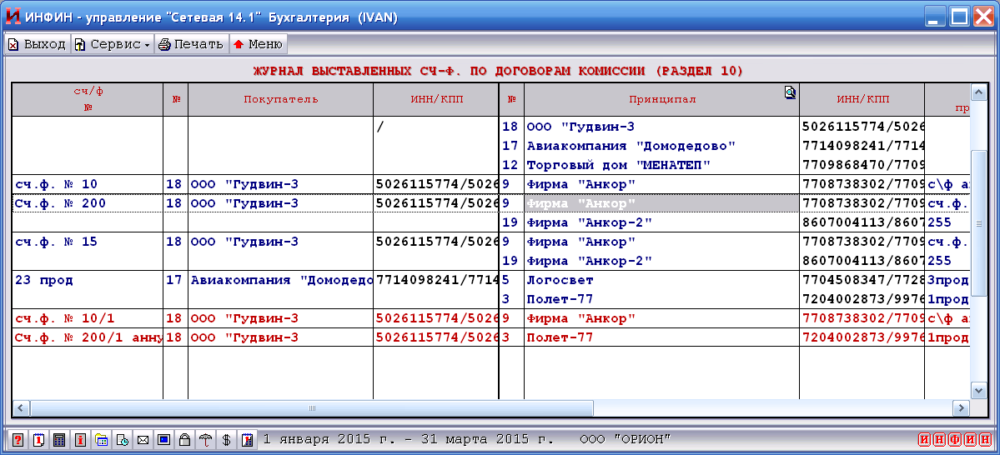 ИНФИН - управление "Сетевая 14.1" Бухгалтерия (IVAN)
Выход Сервис Печать Меню
ЖУРНАЛ ВЫСТАВЛЕННЫХ СЧ-Ф. ПО ДОГОВОРАМ КОМИССИИ (РАЗДЕЛ 10)
сч/ф № № Покупатель ИНН/КПП № Принципал ИНН/КПП пр
/ 18 ООО "Гудвин-3 5026115774/5026
17 Авиакомпания "Домодедово" 7714098241/7714
12 Торговый дом "МЕНАТЕП" 7709868470/7709
сч.ф. № 10 18 ООО "Гудвин-3 5026115774/5026 9 Фирма "Анкор" 7708738302/7709 с\ф а
Сч.ф. № 200 18 ООО "Гудвин-3 5026115774/5026 9 Фирма "Анкор" 7708738302/7709 сч.ф.
19 Фирма "Анкор-2" 8607004113/8607 255
сч.ф. № 15 18 ООО "Гудвин-3 5026115774/5026 9 Фирма "Анкор" 7708738302/7709 сч.ф.
19 Фирма "Анкор-2" 8607004113/8607 255
23 прод 17 Авиакомпания "Домодедо 7714098241/7714 5 Логосвет 7704508347/7728 3прод
3 Полет-77 7204002873/9976 1прод
сч.ф. № 10/1 18 ООО "Гудвин-3 5026115774/5026 9 Фирма "Анкор" 7708738302/7709 с\ф а
Сч.ф. № 200/1 анну 18 ООО "Гудвин-3 5026115774/5026 3 Полет-77 7204002873/9976 1прод
1 января 2015 г. - 31 марта 2015 г. ООО "ОРИОН" ИНФИН